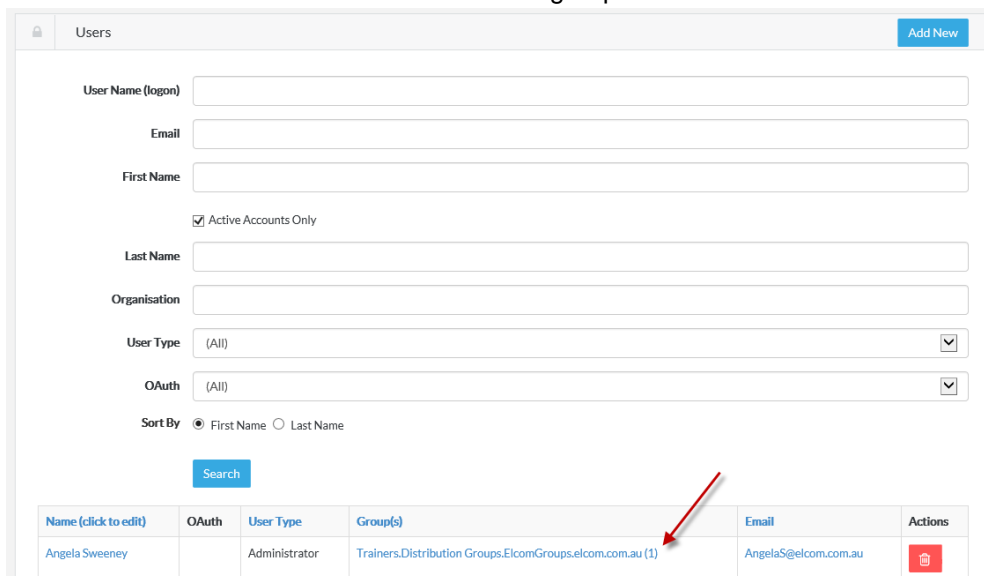 Users
Add New
User Name (logon)
Email
First Name
Active Accounts Only
Last Name
Organisation
User Type (All)
OAuth (All)
Sort By First Name Last Name
Search
Name (click to edit) OAuth User Type Group(s) Email Actions
Angela Sweeney Administrator Trainers.Distribution Groups.ElcomGroups.elcom.com.au (1) AngelaS@elcom.com.au